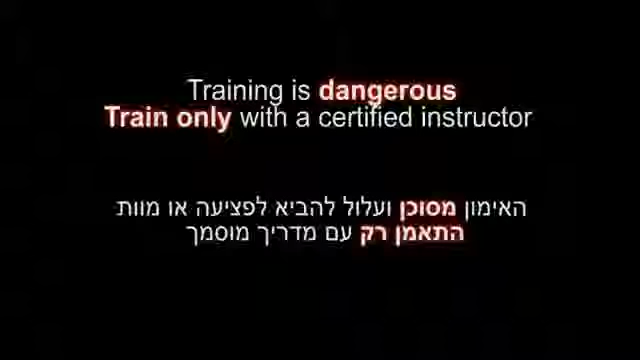 Training is dangerous
Train only with a certified instructor
האימון מסוכן ועלול להביא לפציעה או מוות
התאמן רק עם מדריך מוסמך